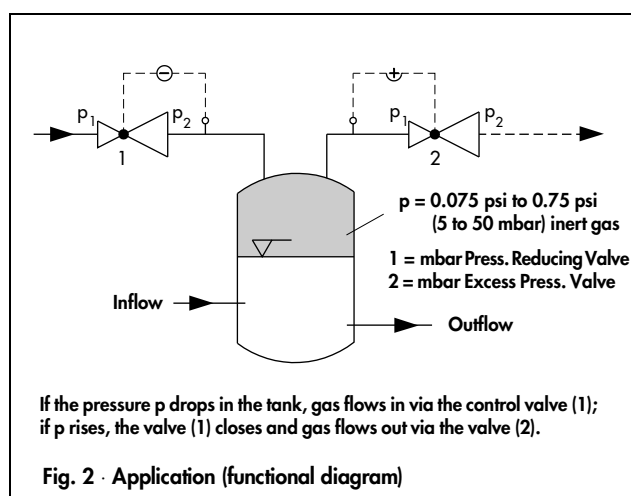 −
+
p1
p2
p1
p2
1
2
p = 0.075 psi to 0.75 psi
(5 to 50 mbar) inert gas
1 = mbar Press. Reducing Valve
2 = mbar Excess Press. Valve
Inflow
Outflow
If the pressure p drops in the tank, gas flows in via the control valve (1);
if p rises, the valve (1) closes and gas flows out via the valve (2).
Fig. 2 · Application (functional diagram)